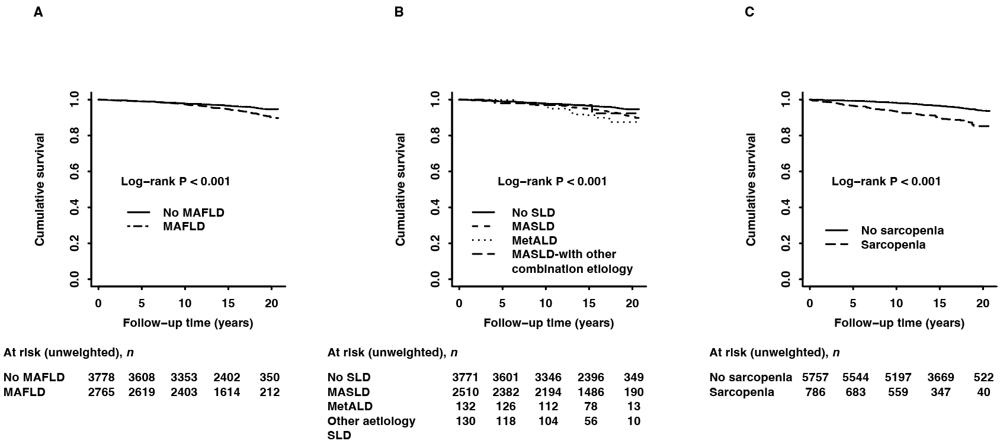 A
B
C
Cumulative survival
1.0
0.8
0.6
0.4
0.2
0.0
Log-rank P < 0.001
No MAFLD
MAFLD
0 5 10 15 20
Follow-up time (years)
Cumulative survival
1.0
0.8
0.6
0.4
0.2
0.0
Log-rank P < 0.001
No SLD
MASLD
MetALD
MASLD-with other
combination etiology
0 5 10 15 20
Follow-up time (years)
Cumulative survival
1.0
0.8
0.6
0.4
0.2
0.0
Log-rank P < 0.001
No sarcopenia
Sarcopenia
0 5 10 15 20
Follow-up time (years)
At risk (unweighted), n
No MAFLD 3778 3608 3353 2402 350
MAFLD 2765 2619 2403 1614 212
At risk (unweighted), n
No SLD 3771 3601 3346 2396 349
MASLD 2510 2382 2194 1486 190
MetALD 132 126 112 78 13
Other aetiology 130 118 104 56 10
SLD
At risk (unweighted), n
No sarcopenia 5757 5544 5197 3669 522
Sarcopenia 786 683 559 347 40